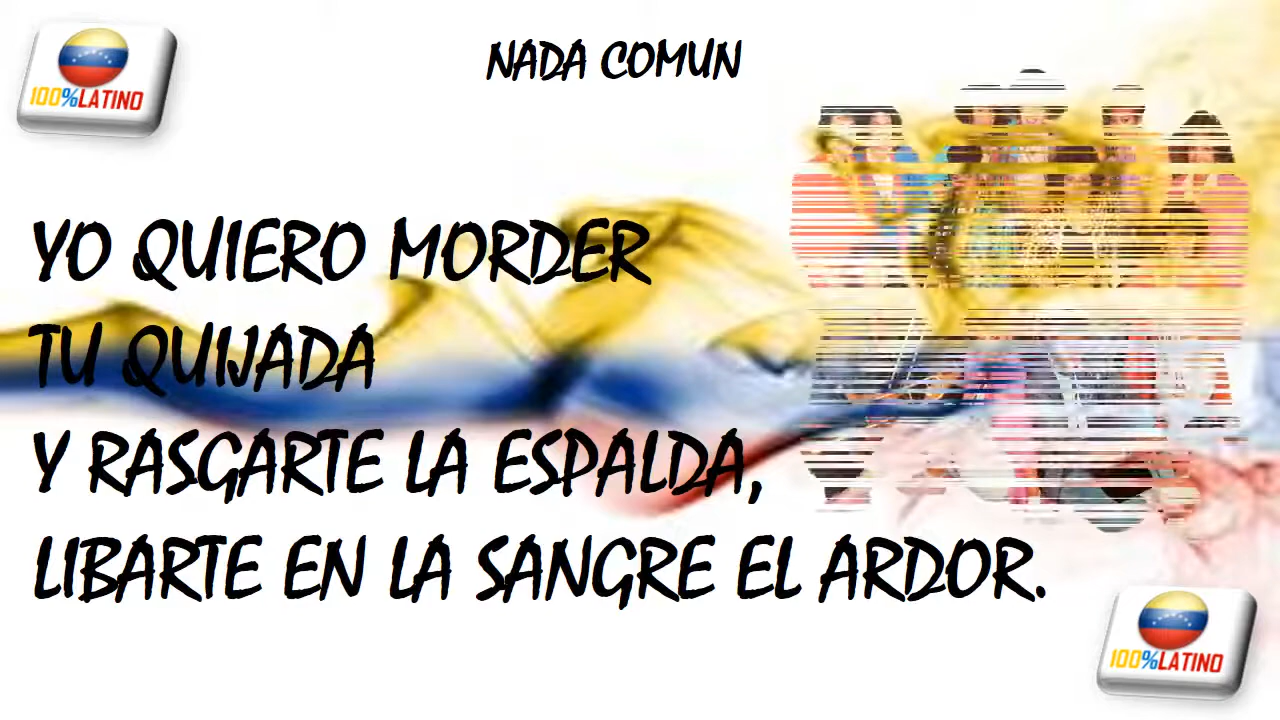 100%LATINO
NADA COMUN
YO QUIERO MORDER
TU QUIJADA
Y RASGARTE LA ESPALDA,
LIBARTE EN LA SANGRE EL ARDOR.
100%LATINO